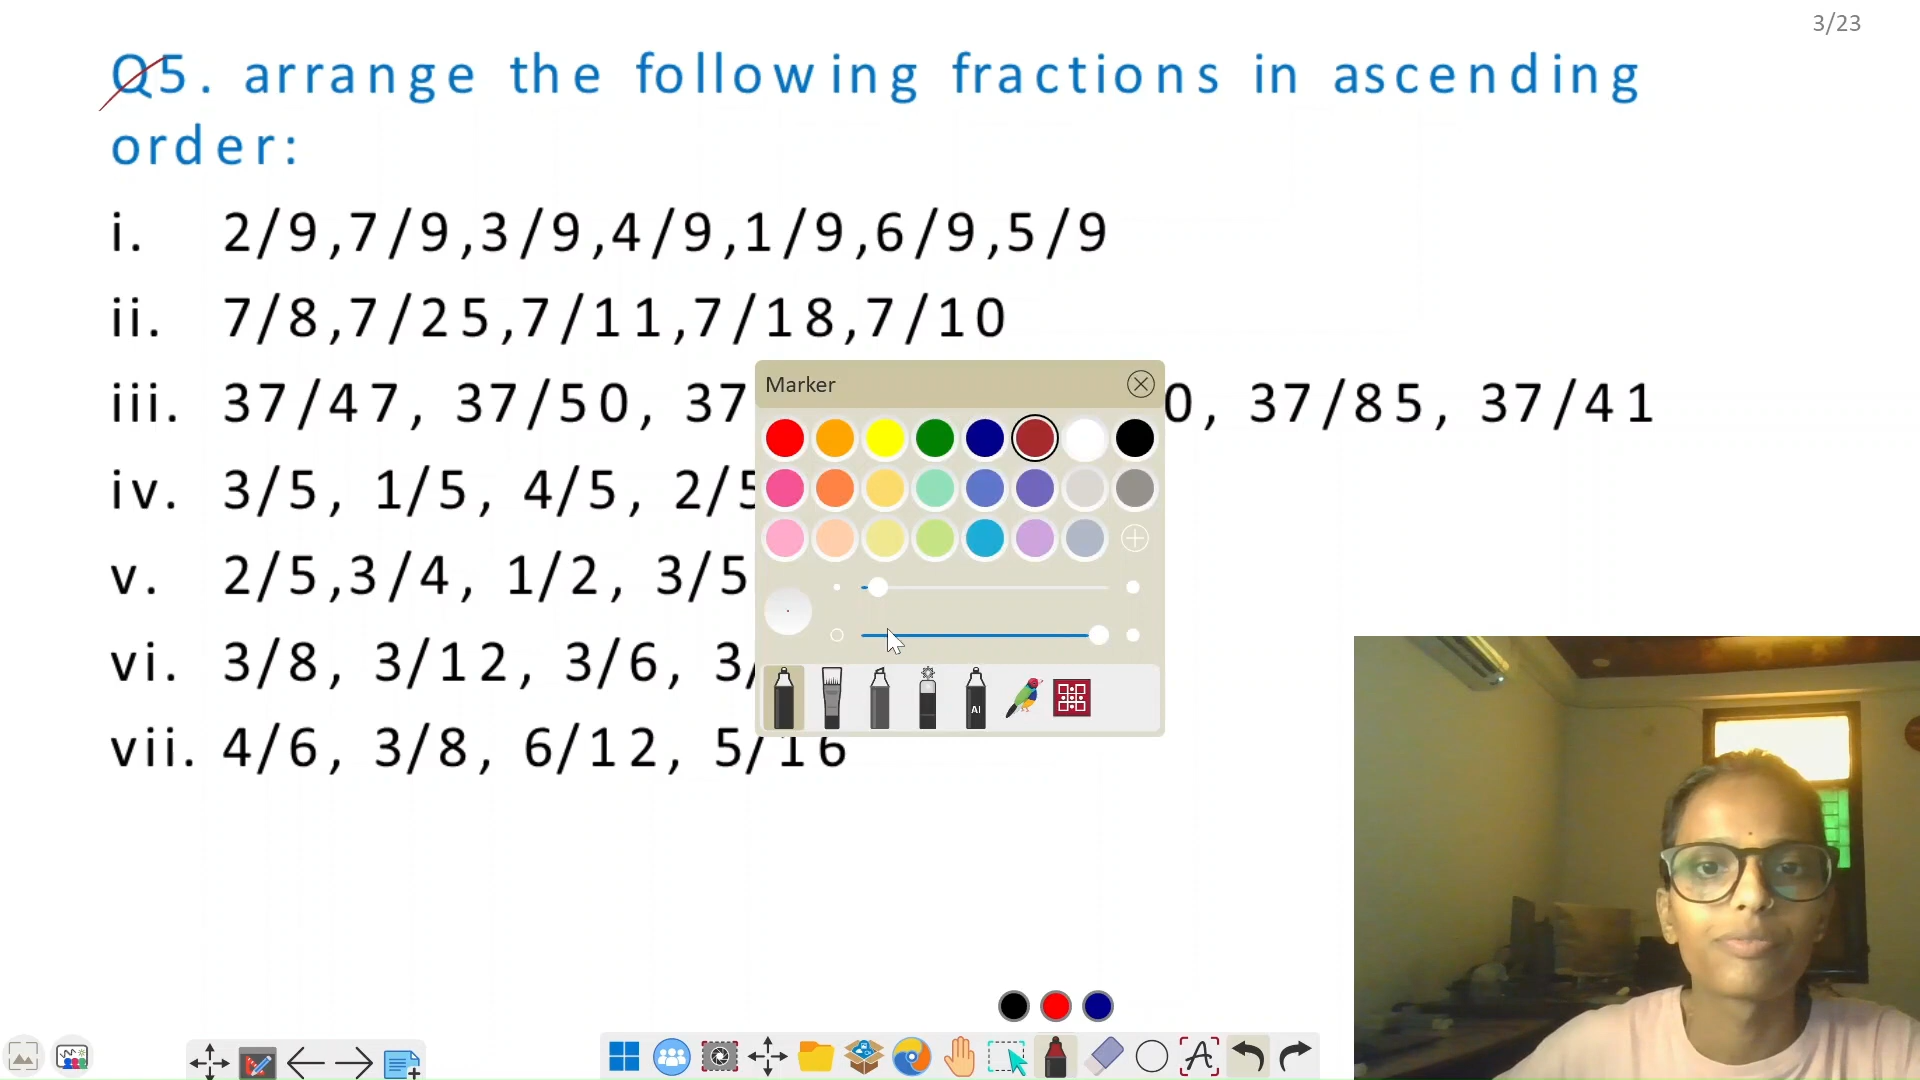 3/23
Q5. arrange the following fractions in ascending
order:
i. 2/9,7/9,3/9,4/9,1/9,6/9,5/9
ii. 7/8,7/25,7/11,7/18,7/10
iii. 37/47, 37/50, 37 0, 37/85, 37/41
Marker
iv. 3/5, 1/5, 4/5, 2/5
v. 2/5,3/4, 1/2, 3/5
vi. 3/8, 3/12, 3/6, 3/
AI
vii. 4/6, 3/8, 6/12, 5/16